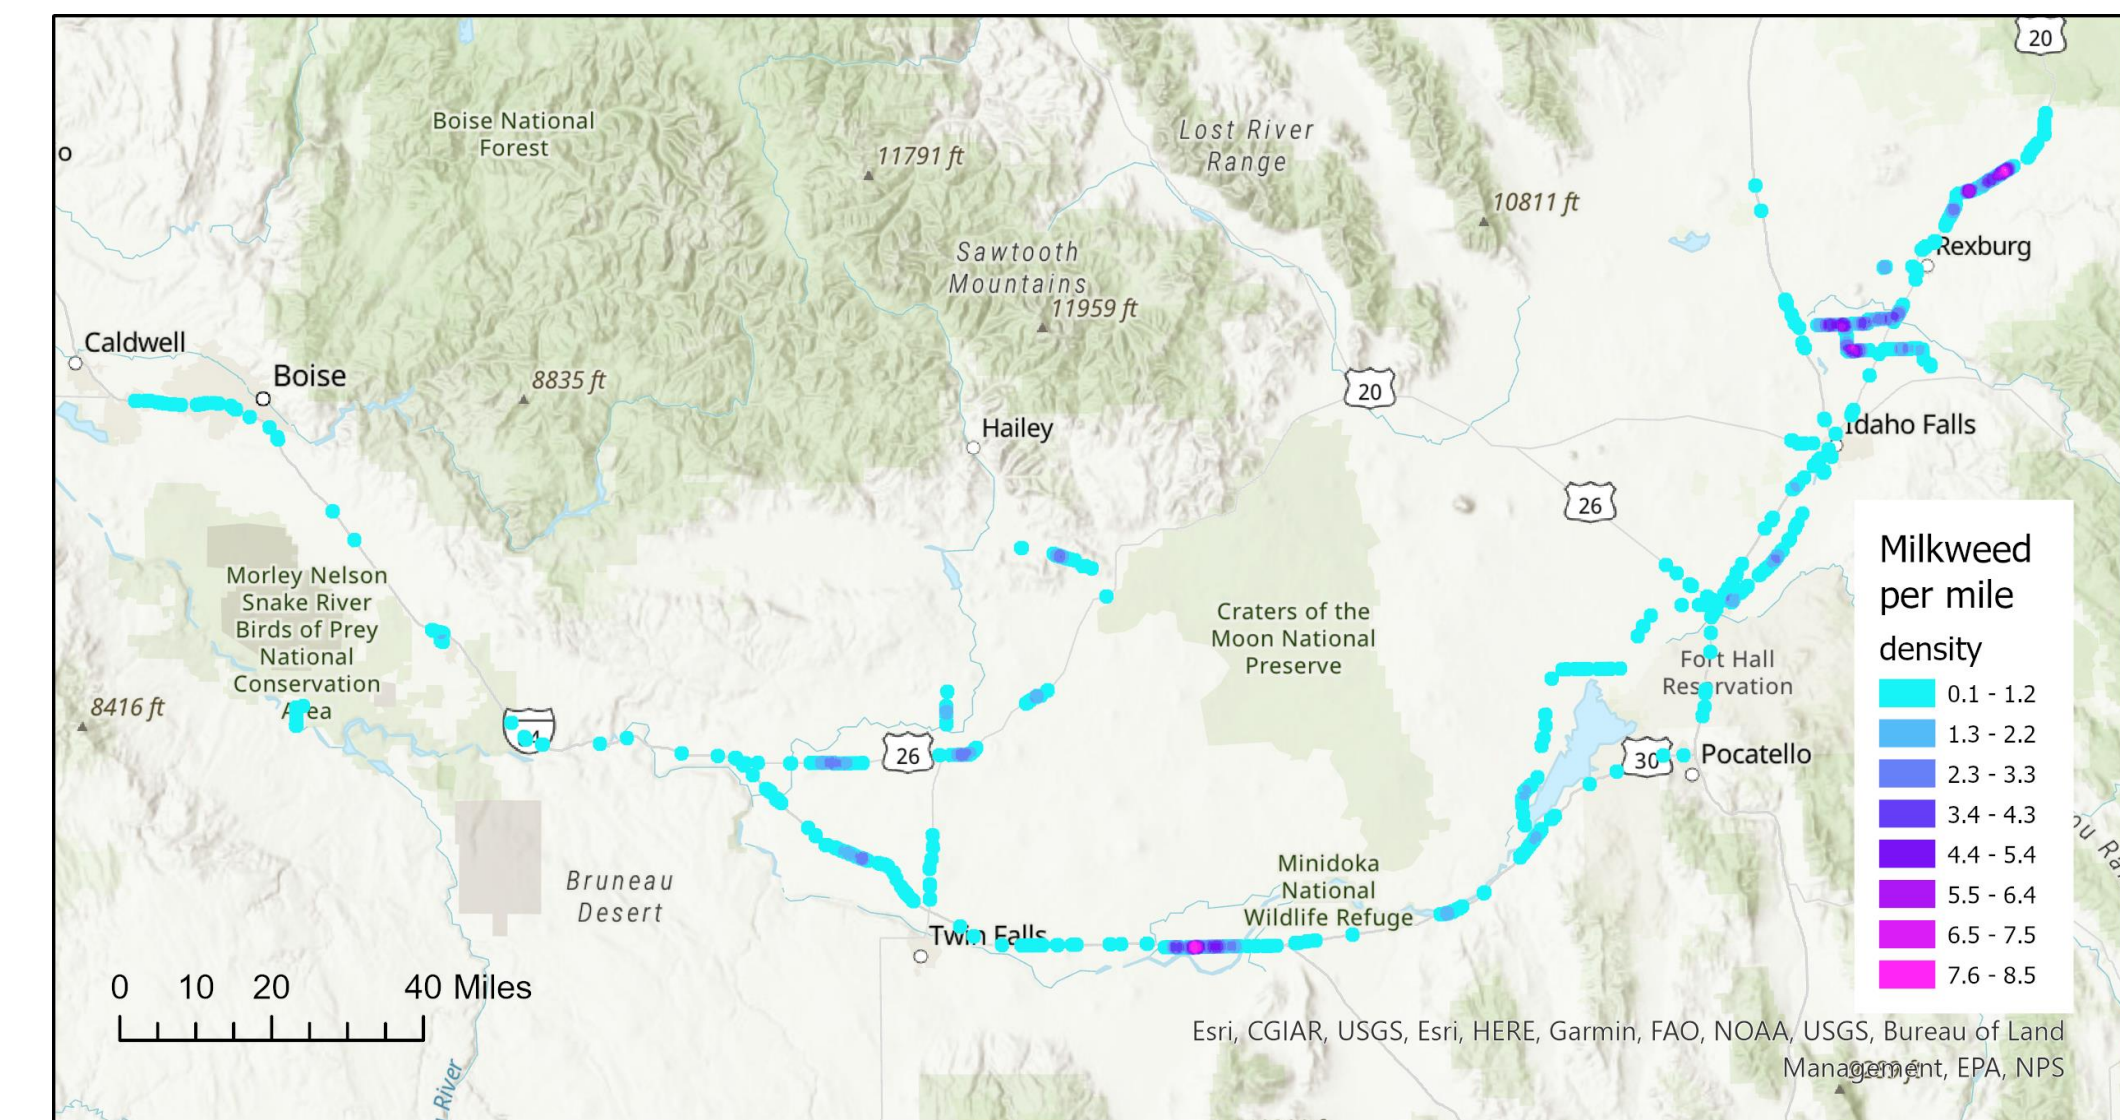 20
Boise National
Forest
11791 ft
Lost River
Range
o
10811 ft
Sawtooth
Mountains
11959 ft
Rexburg
Caldwell
Boise
8835 ft
20
Hailey
Idaho Falls
26
Morley Nelson
Snake River
Birds of Prey
National
Conservation
Area
Craters of the
Moon National
Preserve
Fort Hall
Reservation
8416 ft
26
30
Pocatello
Bruneau
Desert
Minidoka
National
Wildlife Refuge
Twin Falls
Milkweed
per mile
density
0.1 - 1.2
1.3 - 2.2
2.3 - 3.3
3.4 - 4.3
4.4 - 5.4
5.5 - 6.4
6.5 - 7.5
7.6 - 8.5
0 10 20 40 Miles
River
Esri, CGIAR, USGS, Esri, HERE, Garmin, FAO, NOAA, USGS, Bureau of Land
Management, EPA, NPS